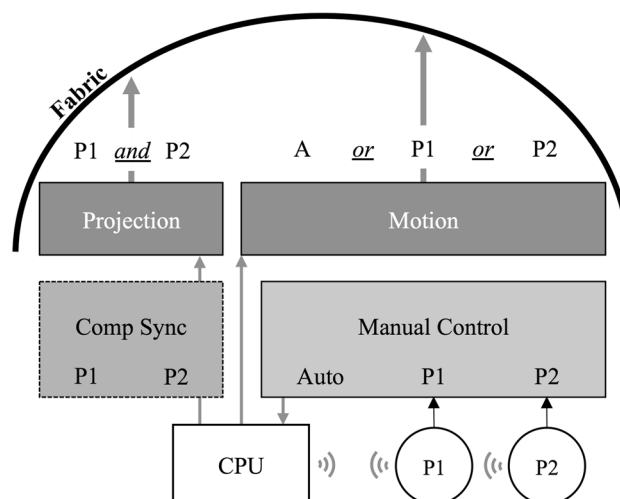 Fabric
P1 and P2
A or P1 or P2
Projection
Motion
Comp Sync
P1 P2
Manual Control
Auto P1 P2
CPU
P1
P2